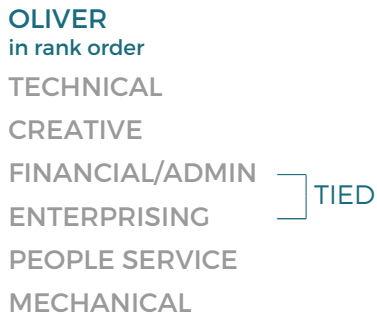 OLIVER
in rank order
TECHNICAL
CREATIVE
FINANCIAL/ADMIN
TIED
ENTERPRISING
PEOPLE SERVICE
MECHANICAL